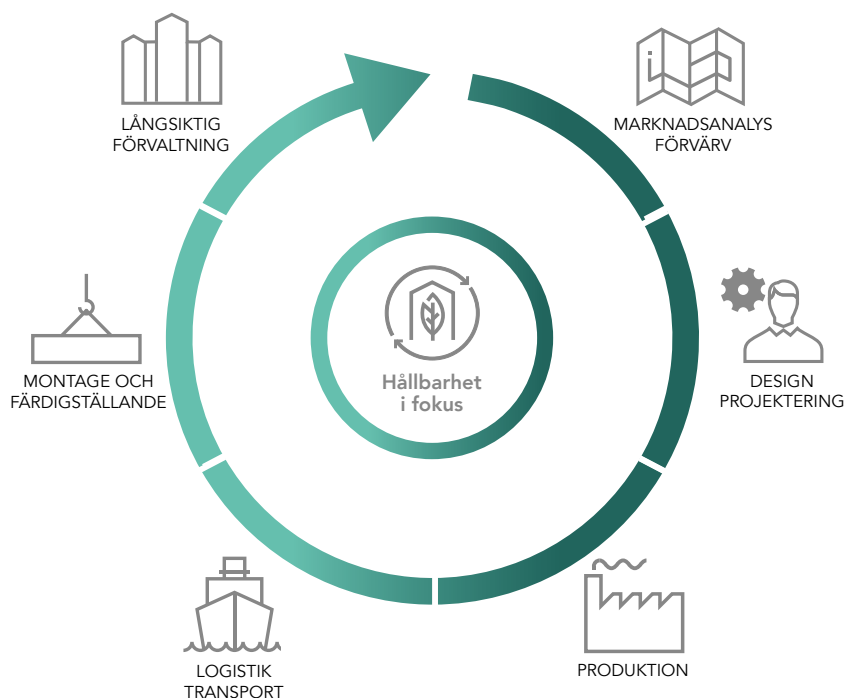 LÅNGSIKTIG
FÖRVALTNING
MARKNADSANALYS
FÖRVÄRV
MONTAGE OCH
FÄRDIGSTÄLLANDE
Hållbarhet
i fokus
DESIGN
PROJEKTERING
LOGISTIK
TRANSPORT
PRODUKTION